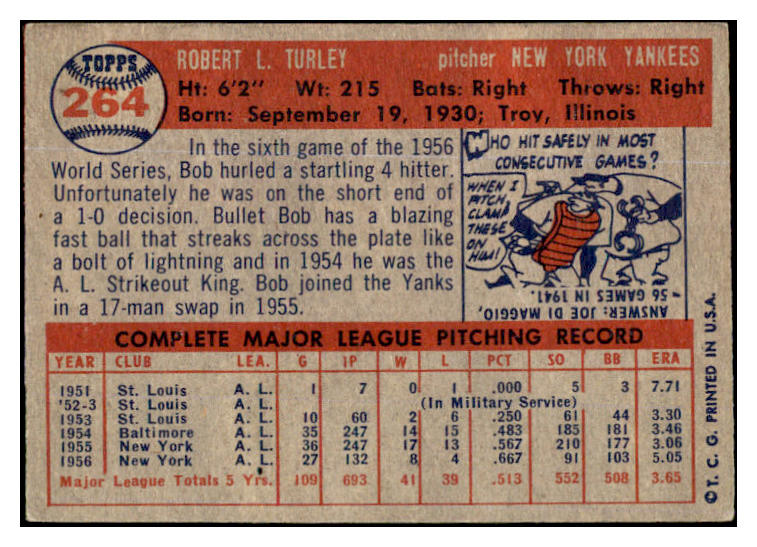 TOPPS
264
ROBERT L. TURLEY pitcher NEW YORK YANKEES
Ht: 6'2" Wt: 215 Bats: Right Throws: Right
Born: September 19, 1930; Troy, Illinois
In the sixth game of the 1956
World Series, Bob hurled a startling 4 hitter.
Unfortunately he was on the short end of
a 1-0 decision. Bullet Bob has a blazing
fast ball that streaks across the plate like
a bolt of lightning and in 1954 he was the
A. L. Strikeout King. Bob joined the Yanks
in a 17-man swap in 1955.
WHO HIT SAFELY IN MOST
CONSECUTIVE GAMES?
WHEN I
PITCH,
CLAMP
THESE
ON
HIM!
ANSWER: JOE DI MAGGIO,
- 56 GAMES IN 1941.
COMPLETE MAJOR LEAGUE PITCHING RECORD
YEAR CLUB LEA. G IP W L PCT SO BB ERA
1951 St. Louis A. L. 1 7 0 1 .000 5 3 7.71
'52-3 St. Louis A. L. (In Military Service)
1953 St. Louis A. L. 10 60 2 6 .250 61 44 3.30
1954 Baltimore A. L. 35 247 14 15 .483 185 181 3.46
1955 New York A. L. 36 247 17 13 .567 210 177 3.06
1956 New York A. L. 27 132 8 4 .667 91 103 5.05
Major League Totals 5 Yrs. 109 693 41 39 .513 552 508 3.65
©T. C. G. PRINTED IN U.S.A.